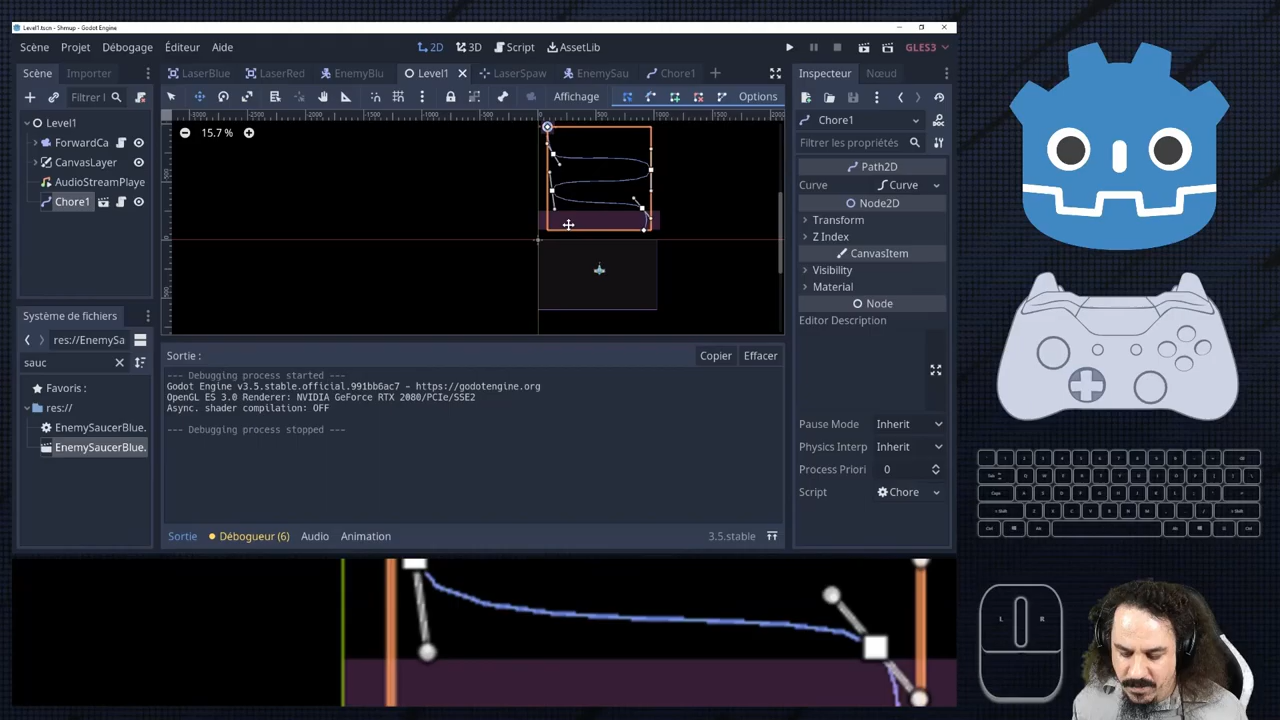 Level1.tscn - Shmup - Godot Engine
Scène Projet Débogage Éditeur Aide
2D 3D Script AssetLib
GLES3
Scène Importer
LaserBlue LaserRed EnemyBlu Level1 LaserSpaw EnemySau Chore1
Inspecteur Nœud
Filtrer l
Affichage Options
Level1
ForwardCa
CanvasLayer
AudioStreamPlaye
Chore1
15.7 %
Chore1
Filtrer les propriétés
Path2D
Curve Curve
Node2D
Transform
Z Index
CanvasItem
Visibility
Material
Node
Editor Description
Pause Mode Inherit
Physics Interp Inherit
Process Priori 0
Script Chore
Système de fichiers
res://EnemySa
sauc
Favoris :
res://
EnemySaucerBlue.
EnemySaucerBlue.
Sortie :
Copier Effacer
--- Debugging process started ---
Godot Engine v3.5.stable.official.991bb6ac7 - https://godotengine.org
OpenGL ES 3.0 Renderer: NVIDIA GeForce RTX 2080/PCIe/SSE2
Async. shader compilation: OFF
--- Debugging process stopped ---
Sortie Débogueur (6) Audio Animation
3.5.stable
L R